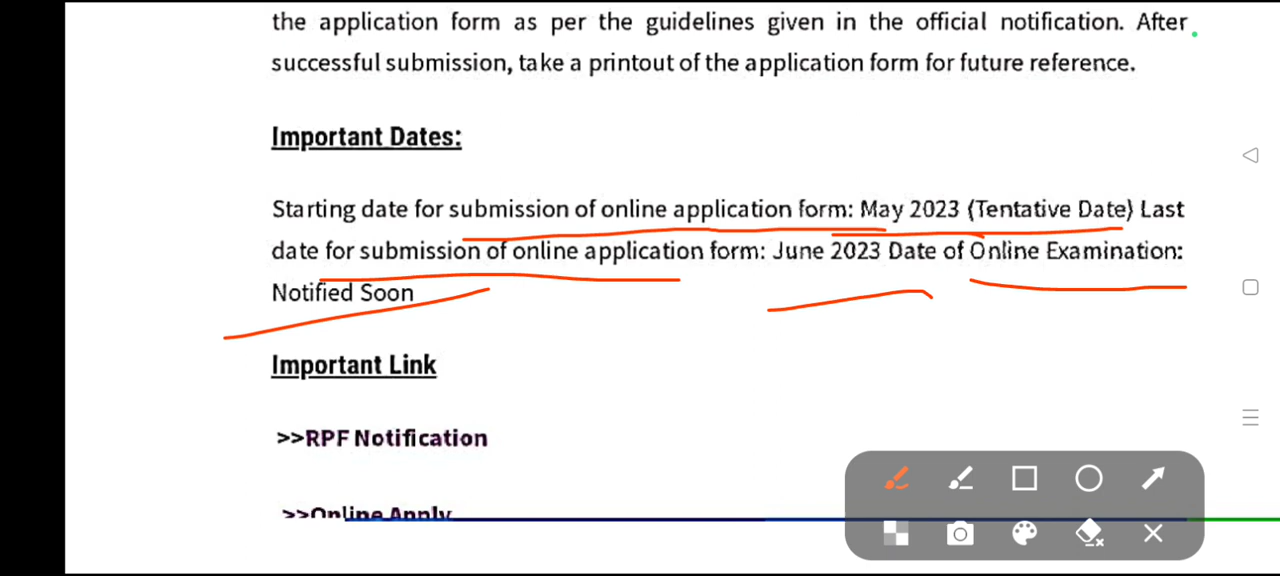 the application form as per the guidelines given in the official notification. After
successful submission, take a printout of the application form for future reference.
Important Dates:
Starting date for submission of online application form: May 2023 (Tentative Date) Last
date for submission of online application form: June 2023 Date of Online Examination:
Notified Soon
Important Link
>>RPF Notification
>>Online Apply